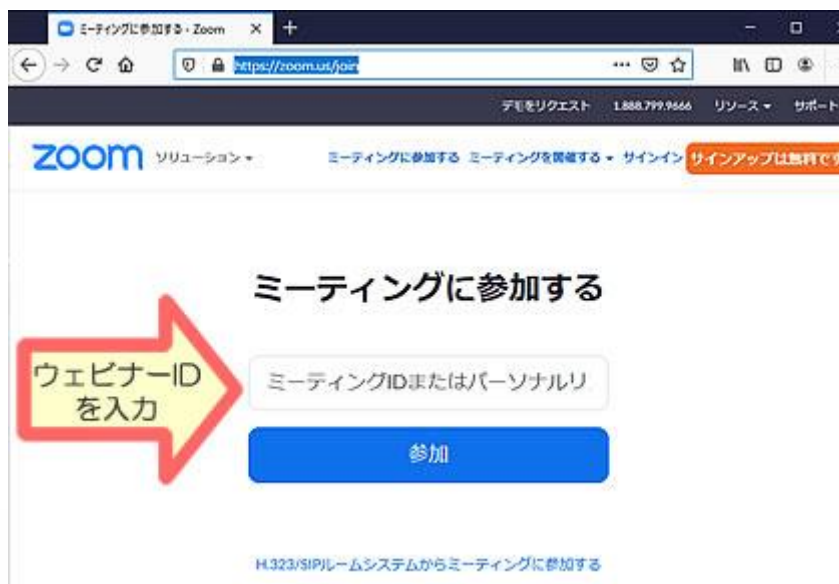 ミーティングに参加する - Zoom
https://zoom.us/join
デモをリクエスト 1.888.799.9666 リソース サポート
zoom ソリューション ミーティングに参加する ミーティングを開催する サインイン サインアップは無料です
ミーティングに参加する
ウェビナーID
を入力
ミーティングIDまたはパーソナルリ
参加
H.323/SIPルームシステムからミーティングに参加する